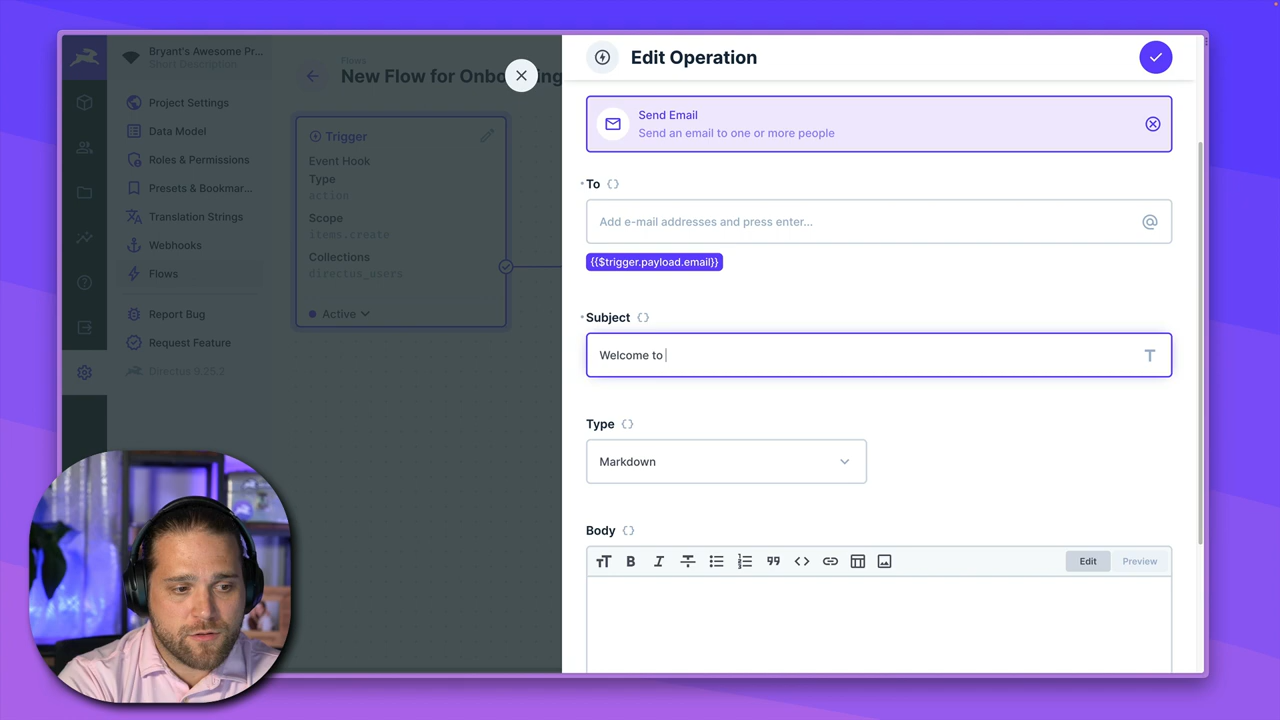 Bryant's Awesome Pr...
Short Description
Project Settings
Data Model
Roles & Permissions
Presets & Bookmar...
Translation Strings
Webhooks
Flows
Report Bug
Request Feature
Directus 9.25.2
Flows
New Flow for Onboarding
Trigger
Event Hook
Type
action
Scope
items.create
Collections
directus_users
Active
Edit Operation
Send Email
Send an email to one or more people
To
Add e-mail addresses and press enter...
{{$trigger.payload.email}}
Subject
Welcome to
Type
Markdown
Body
Edit
Preview